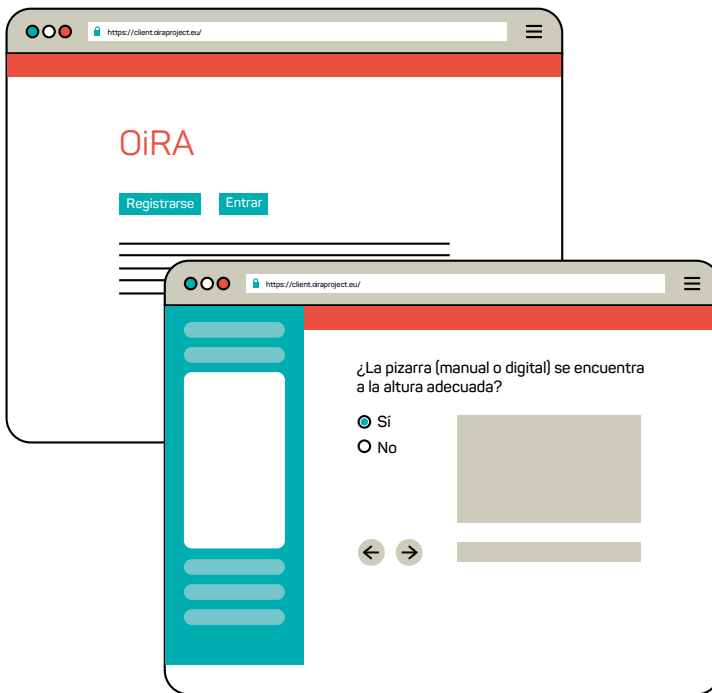 https://client.oiraproject.eu/
OiRA
Registrarse
Entrar
https://client.oiraproject.eu/
¿La pizarra (manual o digital) se encuentra
a la altura adecuada?
Sí
No